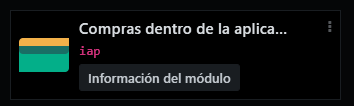 Compras dentro de la aplica...
iap
Información del módulo